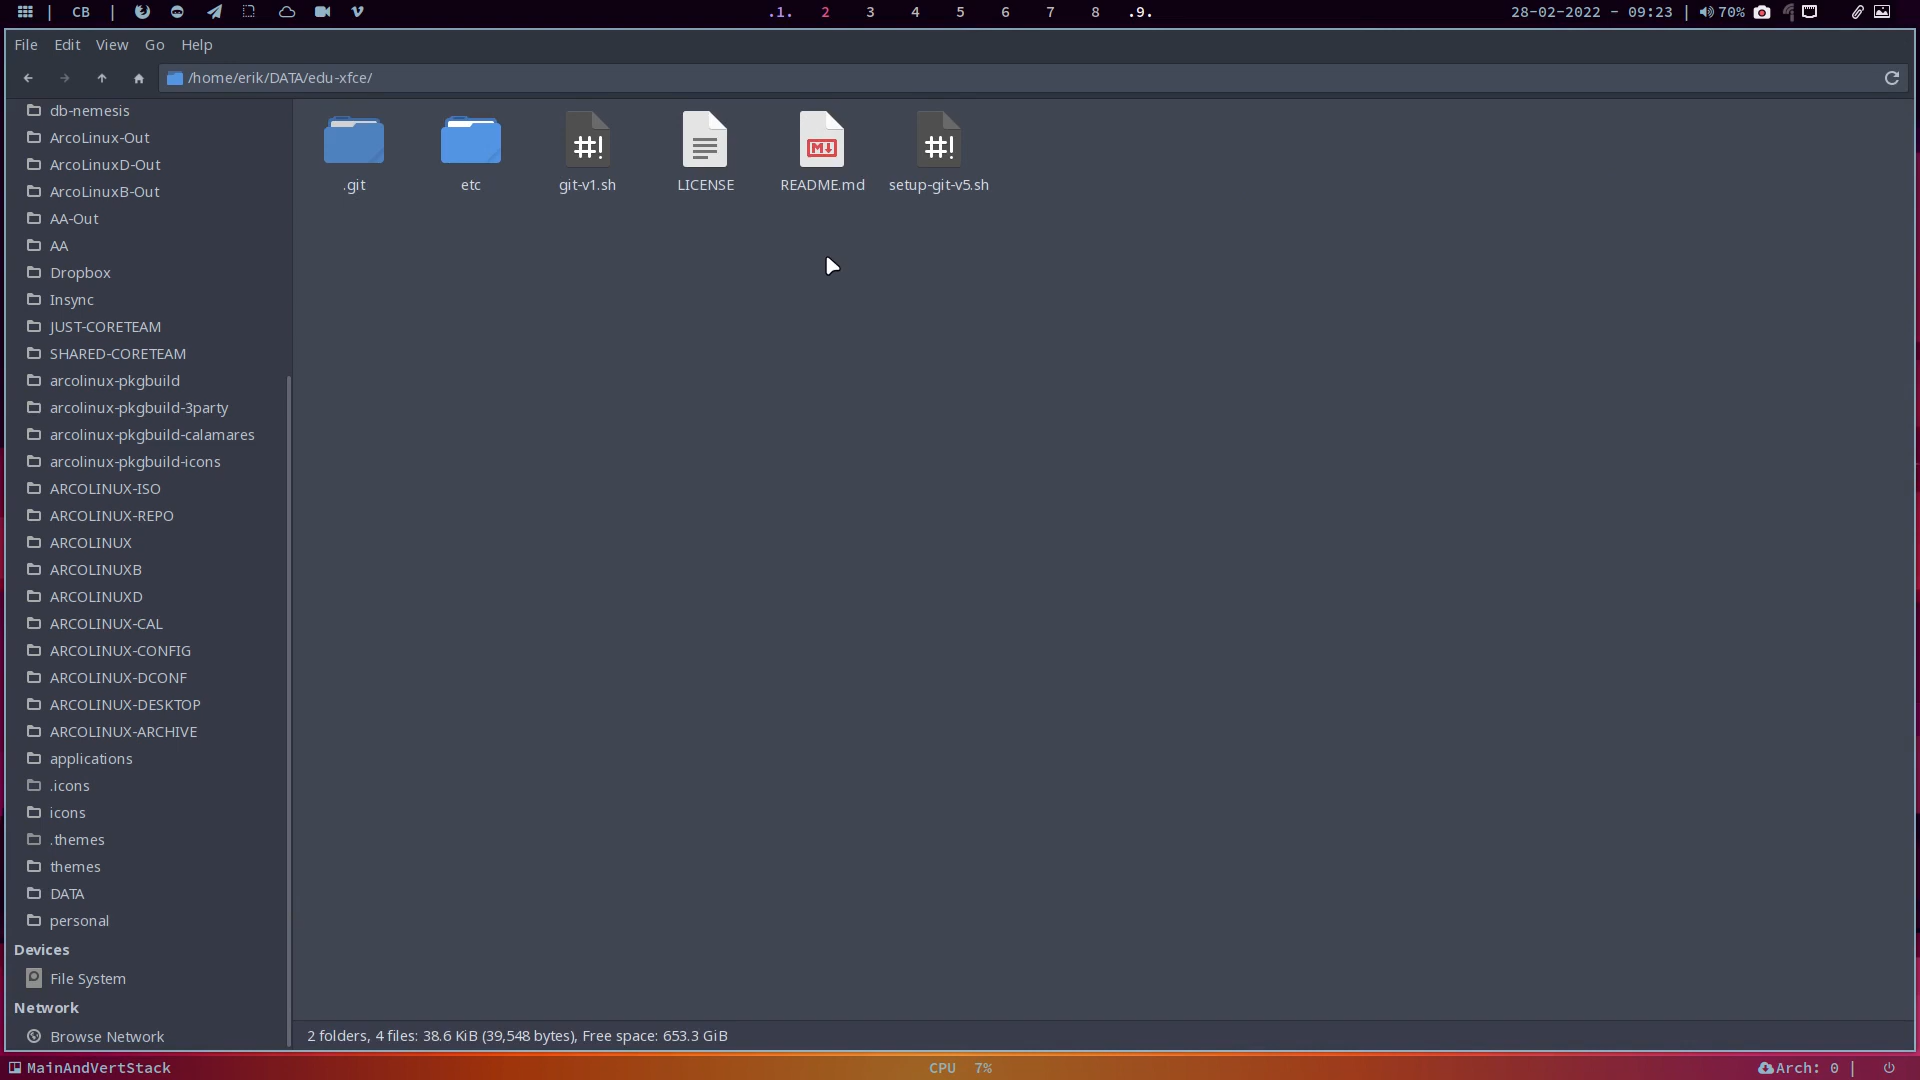 | CB | .1. 2 3 4 5 6 7 8 .9. 28-02-2022 - 09:23 | 70%
File Edit View Go Help
/home/erik/DATA/edu-xfce/
db-nemesis
ArcoLinux-Out
ArcoLinuxD-Out
ArcoLinuxB-Out
AA-Out
AA
Dropbox
Insync
JUST-CORETEAM
SHARED-CORETEAM
arcolinux-pkgbuild
arcolinux-pkgbuild-3party
arcolinux-pkgbuild-calamares
arcolinux-pkgbuild-icons
ARCOLINUX-ISO
ARCOLINUX-REPO
ARCOLINUX
ARCOLINUXB
ARCOLINUXD
ARCOLINUX-CAL
ARCOLINUX-CONFIG
ARCOLINUX-DCONF
ARCOLINUX-DESKTOP
ARCOLINUX-ARCHIVE
applications
.icons
icons
.themes
themes
DATA
personal
Devices
File System
Network
Browse Network
#! M↓ #!
.git etc git-v1.sh LICENSE README.md setup-git-v5.sh
2 folders, 4 files: 38.6 KiB (39,548 bytes), Free space: 653.3 GiB
MainAndVertStack CPU 7% Arch: 0 |